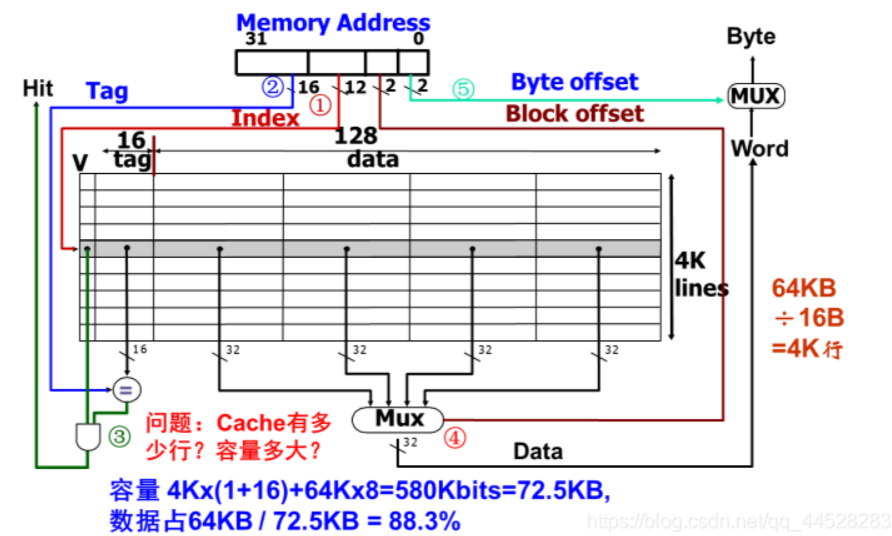 Memory Address
31 0
Byte
Hit
② 16 12 2 2
⑤ Byte offset
MUX
Tag
①
Index
Block offset
16 128
Word
V tag data
4K
lines
64KB
÷16B
=4K行
16 32 32 32 32
=
Mux
③
④
问题：Cache有多
少行？容量多大？
32
Data
容量 4Kx(1+16)+64Kx8=580Kbits=72.5KB,
数据占64KB / 72.5KB = 88.3%
https://blog.csdn.net/qq_44528283